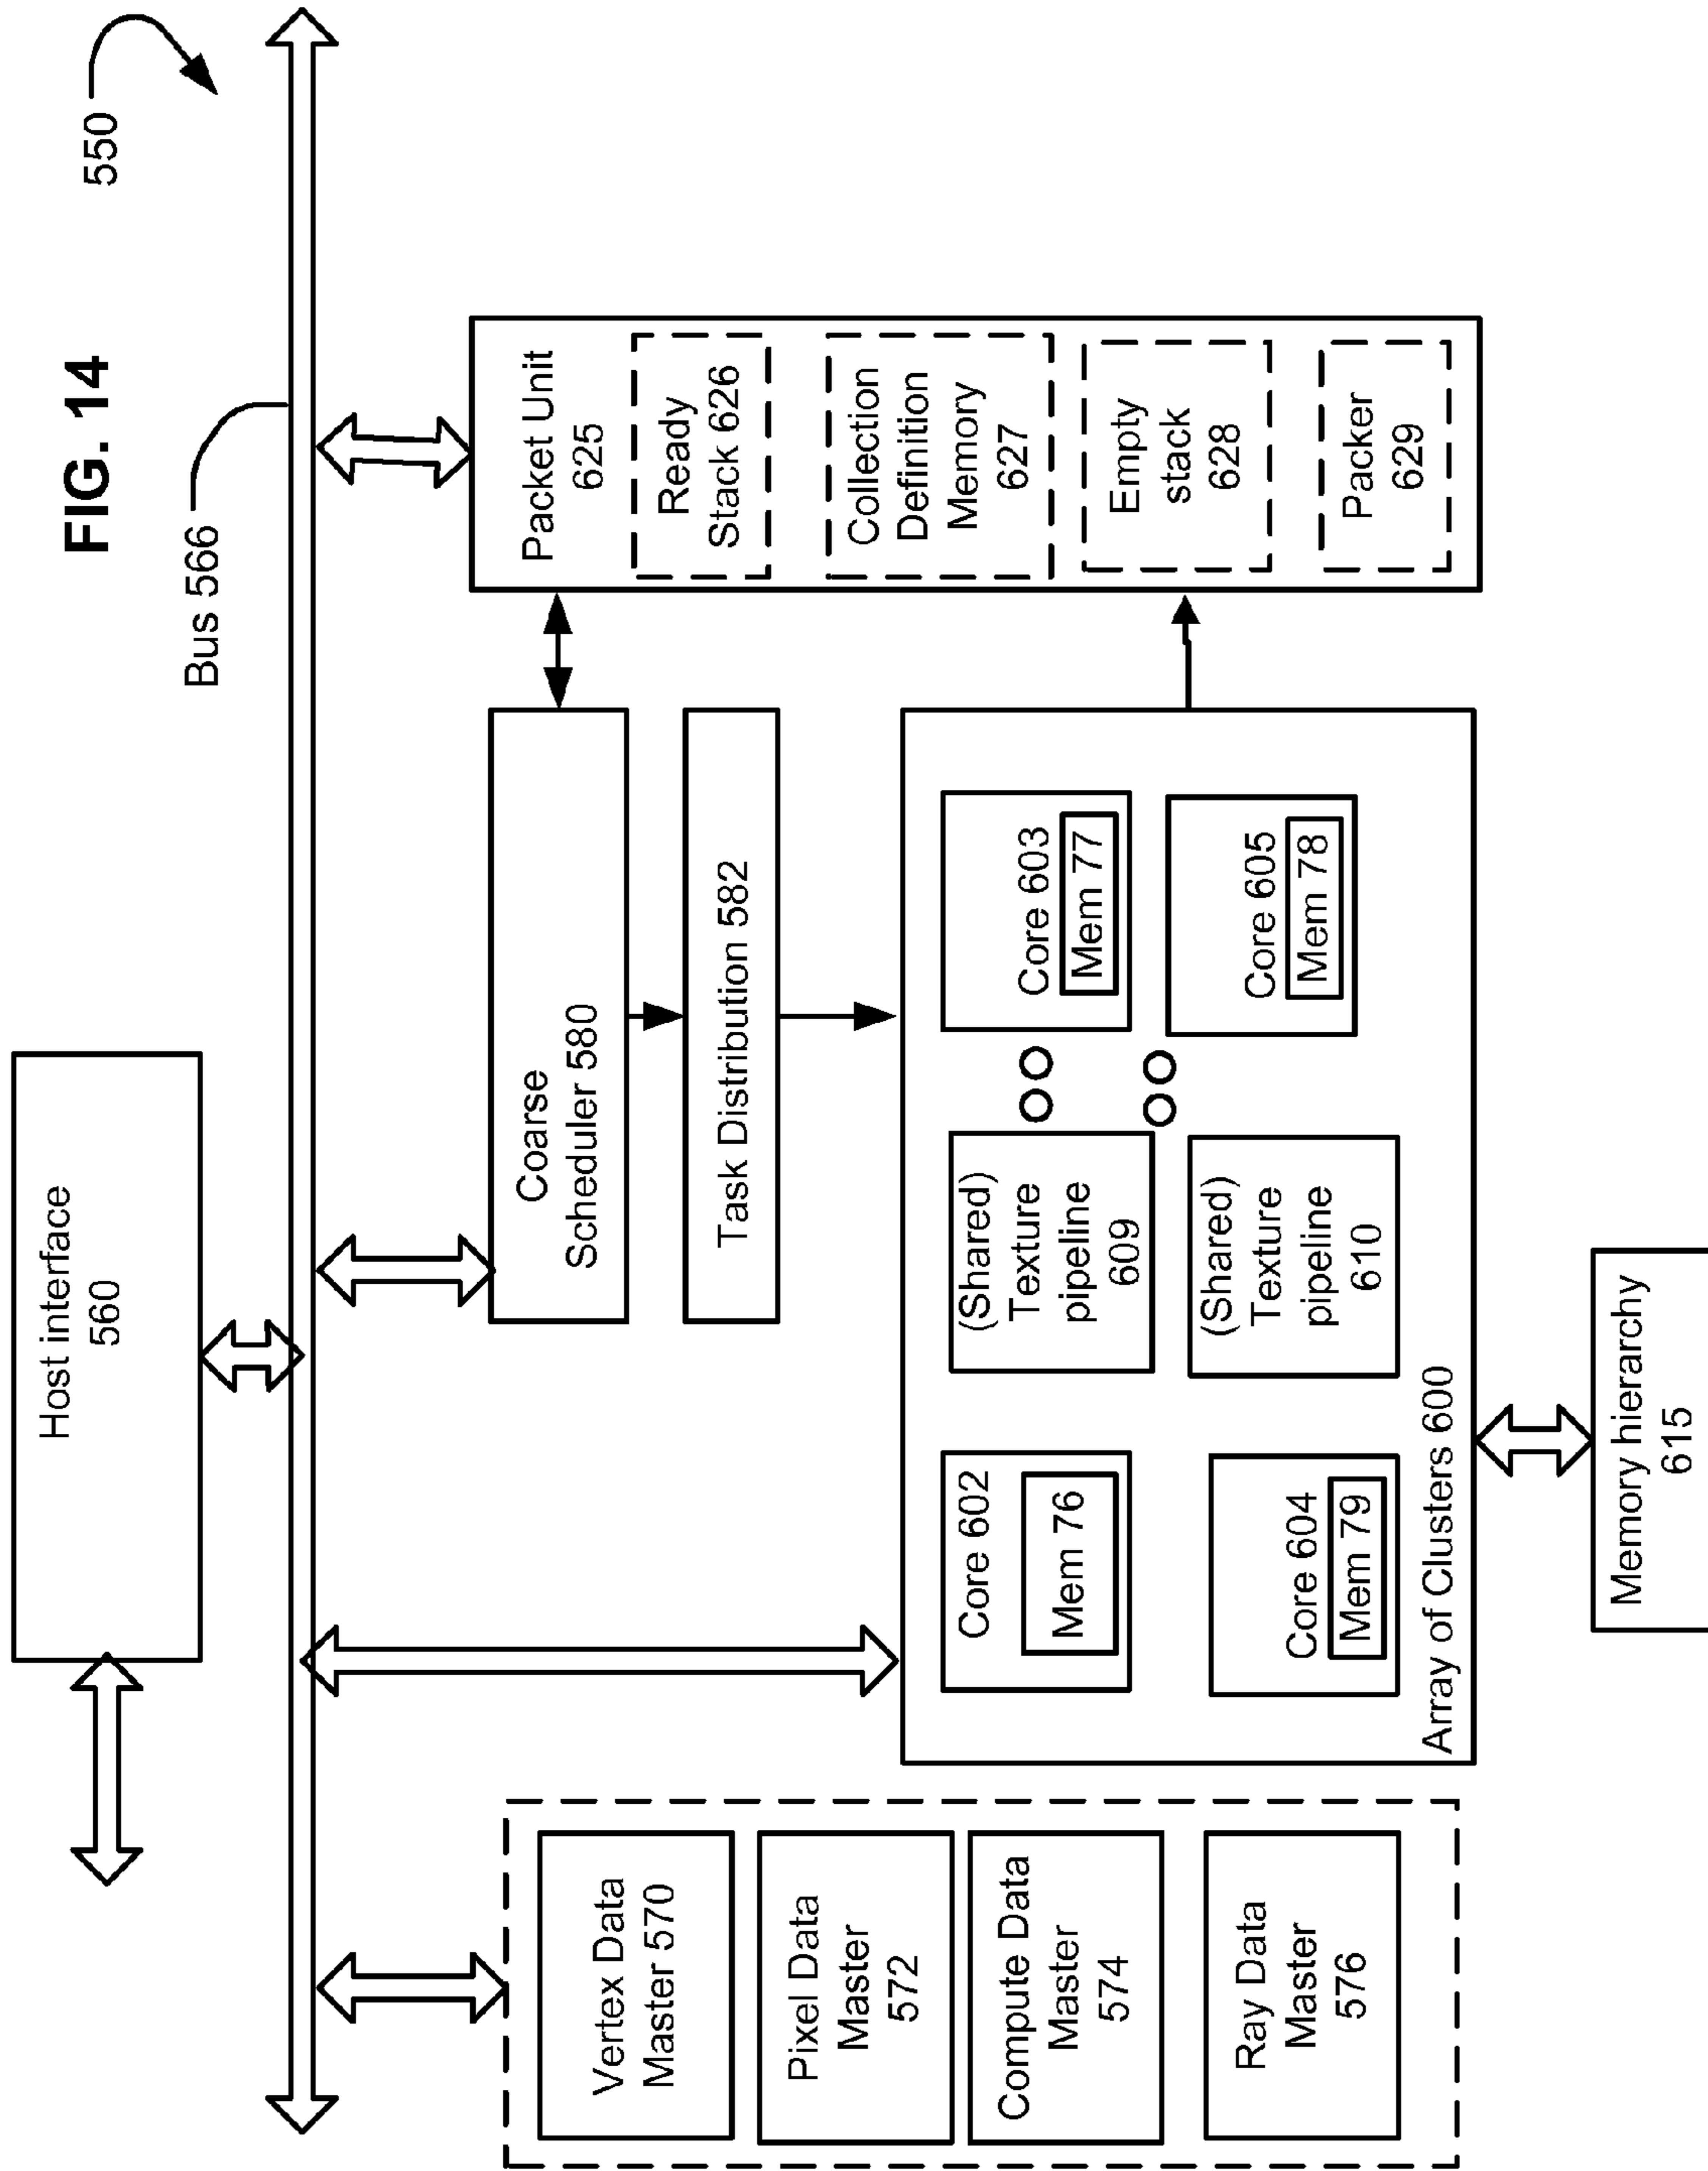 FIG. 14
550
Host interface
560
Bus 566
Vertex Data
Master 570
Pixel Data
Master
572
Compute Data
Master
574
Ray Data
Master
576
Coarse
Scheduler 580
Task Distribution 582
Core 602
Mem 76
(Shared)
Texture
pipeline
609
Core 603
Mem 77
Core 604
Mem 79
(Shared)
Texture
pipeline
610
Core 605
Mem 78
Array of Clusters 600
Memory hierarchy
615
Packet Unit
625
Ready
Stack 626
Collection
Definition
Memory
627
Empty
stack
628
Packer
629